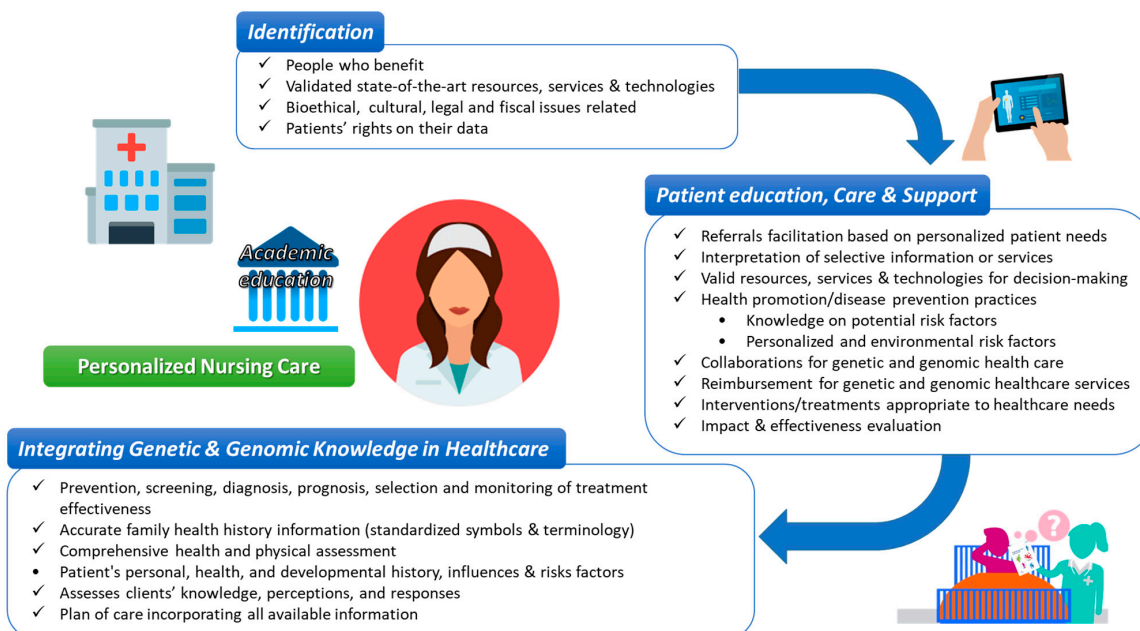 Identification
✓ People who benefit
✓ Validated state-of-the-art resources, services & technologies
✓ Bioethical, cultural, legal and fiscal issues related
✓ Patients’ rights on their data
Patient education, Care & Support
✓ Referrals facilitation based on personalized patient needs
✓ Interpretation of selective information or services
✓ Valid resources, services & technologies for decision-making
✓ Health promotion/disease prevention practices
• Knowledge on potential risk factors
• Personalized and environmental risk factors
✓ Collaborations for genetic and genomic health care
✓ Reimbursement for genetic and genomic healthcare services
✓ Interventions/treatments appropriate to healthcare needs
✓ Impact & effectiveness evaluation
Academic
education
Personalized Nursing Care
Integrating Genetic & Genomic Knowledge in Healthcare
✓ Prevention, screening, diagnosis, prognosis, selection and monitoring of treatment
effectiveness
✓ Accurate family health history information (standardized symbols & terminology)
✓ Comprehensive health and physical assessment
• Patient's personal, health, and developmental history, influences & risks factors
✓ Assesses clients’ knowledge, perceptions, and responses
✓ Plan of care incorporating all available information
?